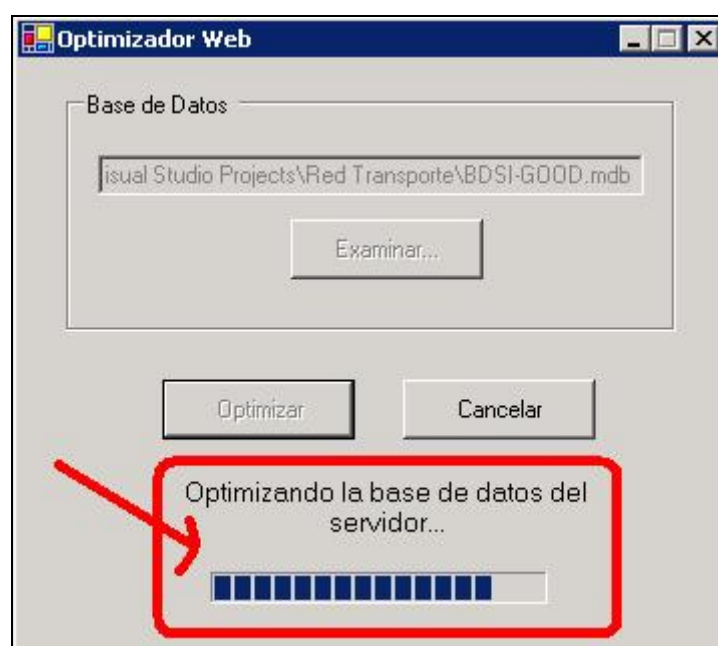 Optimizador Web
Base de Datos
isual Studio Projects\Red Transporte\BDSI-GOOD.mdb
Examinar...
Optimizar
Cancelar
Optimizando la base de datos del
servidor...